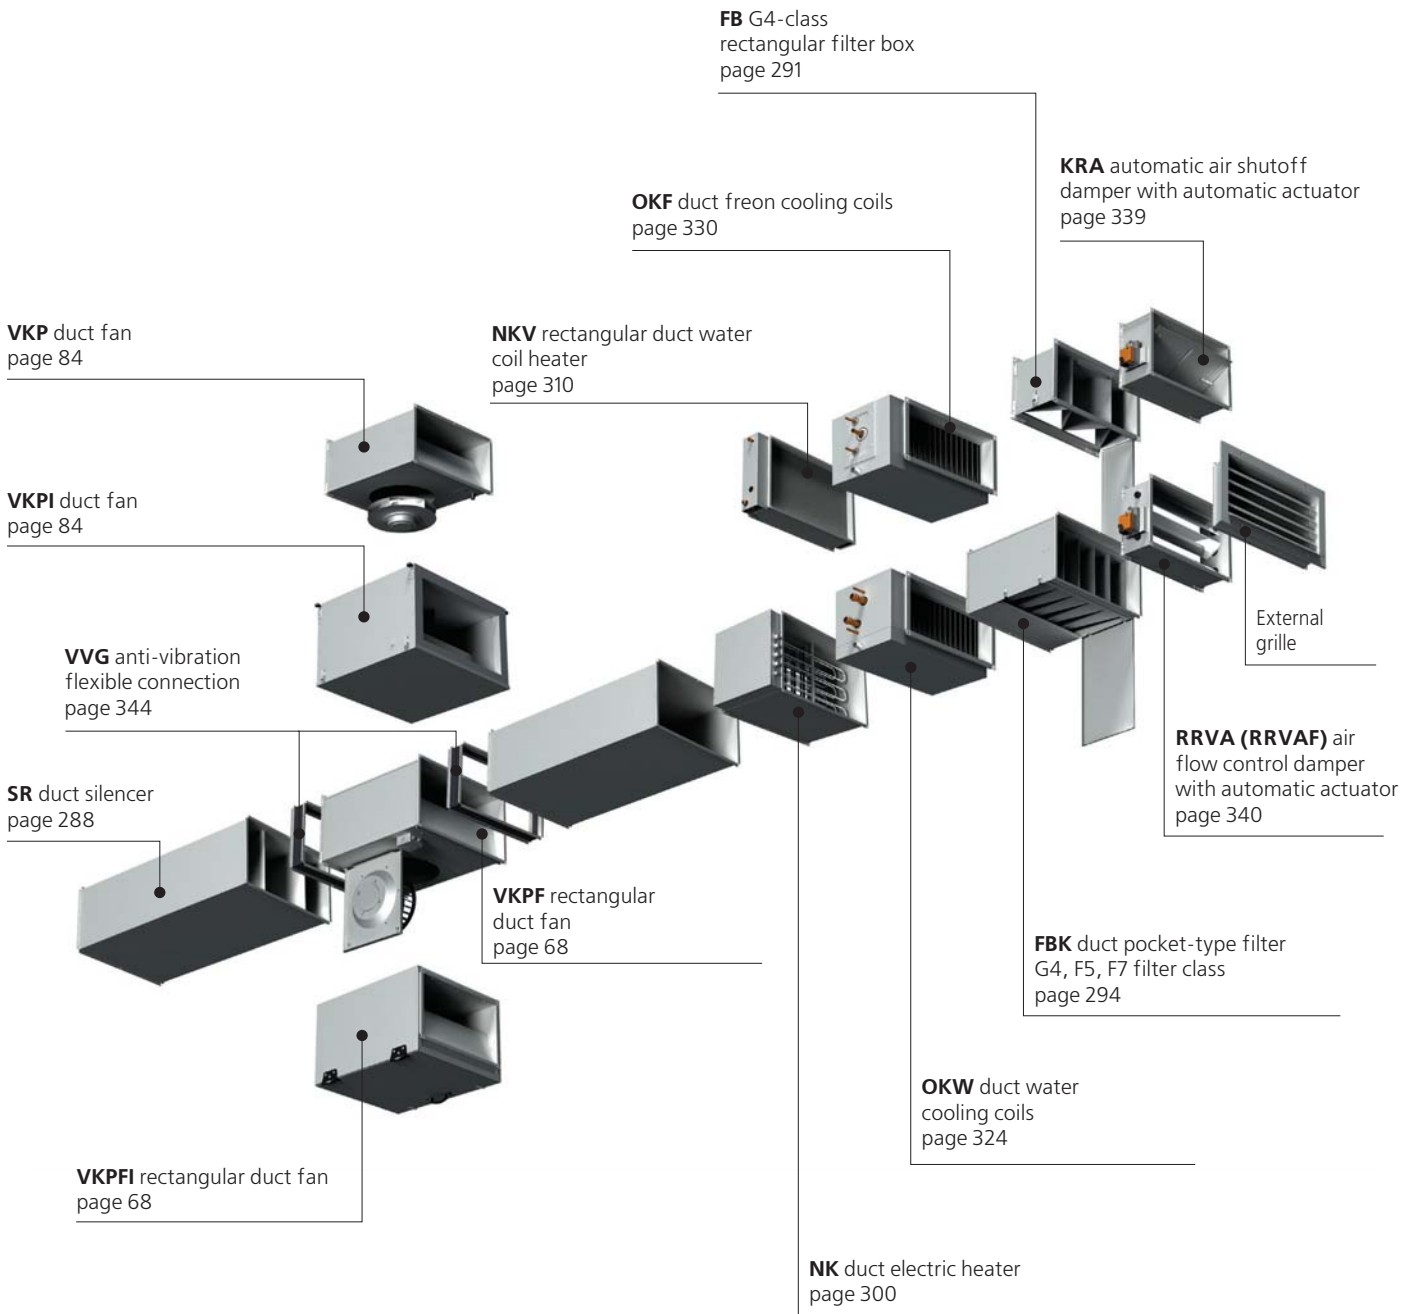 FB G4-class
rectangular filter box
page 291
KRA automatic air shutoff
damper with automatic actuator
page 339
OKF duct freon cooling coils
page 330
VKP duct fan
page 84
NKV rectangular duct water
coil heater
page 310
VKPI duct fan
page 84
External
grille
VVG anti-vibration
flexible connection
page 344
RRVA (RRVAF) air
flow control damper
with automatic actuator
page 340
SR duct silencer
page 288
VKPF rectangular
duct fan
page 68
FBK duct pocket-type filter
G4, F5, F7 filter class
page 294
OKW duct water
cooling coils
page 324
VKPFI rectangular duct fan
page 68
NK duct electric heater
page 300